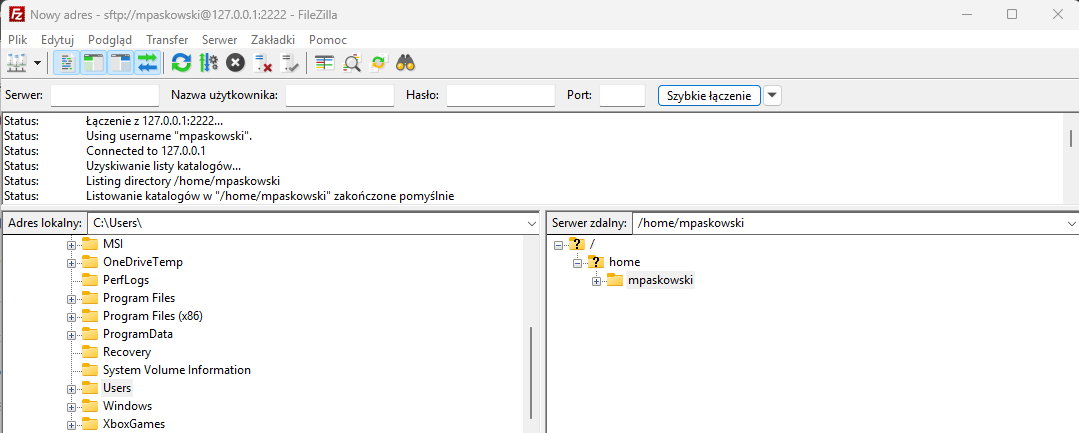 Nowy adres - sftp://mpaskowski@127.0.0.1:2222 - FileZilla
Plik Edytuj Podgląd Transfer Serwer Zakładki Pomoc
Serwer: Nazwa użytkownika: Hasło: Port: Szybkie łączenie
Status: Łączenie z 127.0.0.1:2222...
Status: Using username "mpaskowski".
Status: Connected to 127.0.0.1
Status: Uzyskiwanie listy katalogów...
Status: Listing directory /home/mpaskowski
Status: Listowanie katalogów w "/home/mpaskowski" zakończone pomyślnie
Adres lokalny: C:\Users\
MSI
OneDriveTemp
PerfLogs
Program Files
Program Files (x86)
ProgramData
Recovery
System Volume Information
Users
Windows
XboxGames
Serwer zdalny: /home/mpaskowski
/
home
mpaskowski